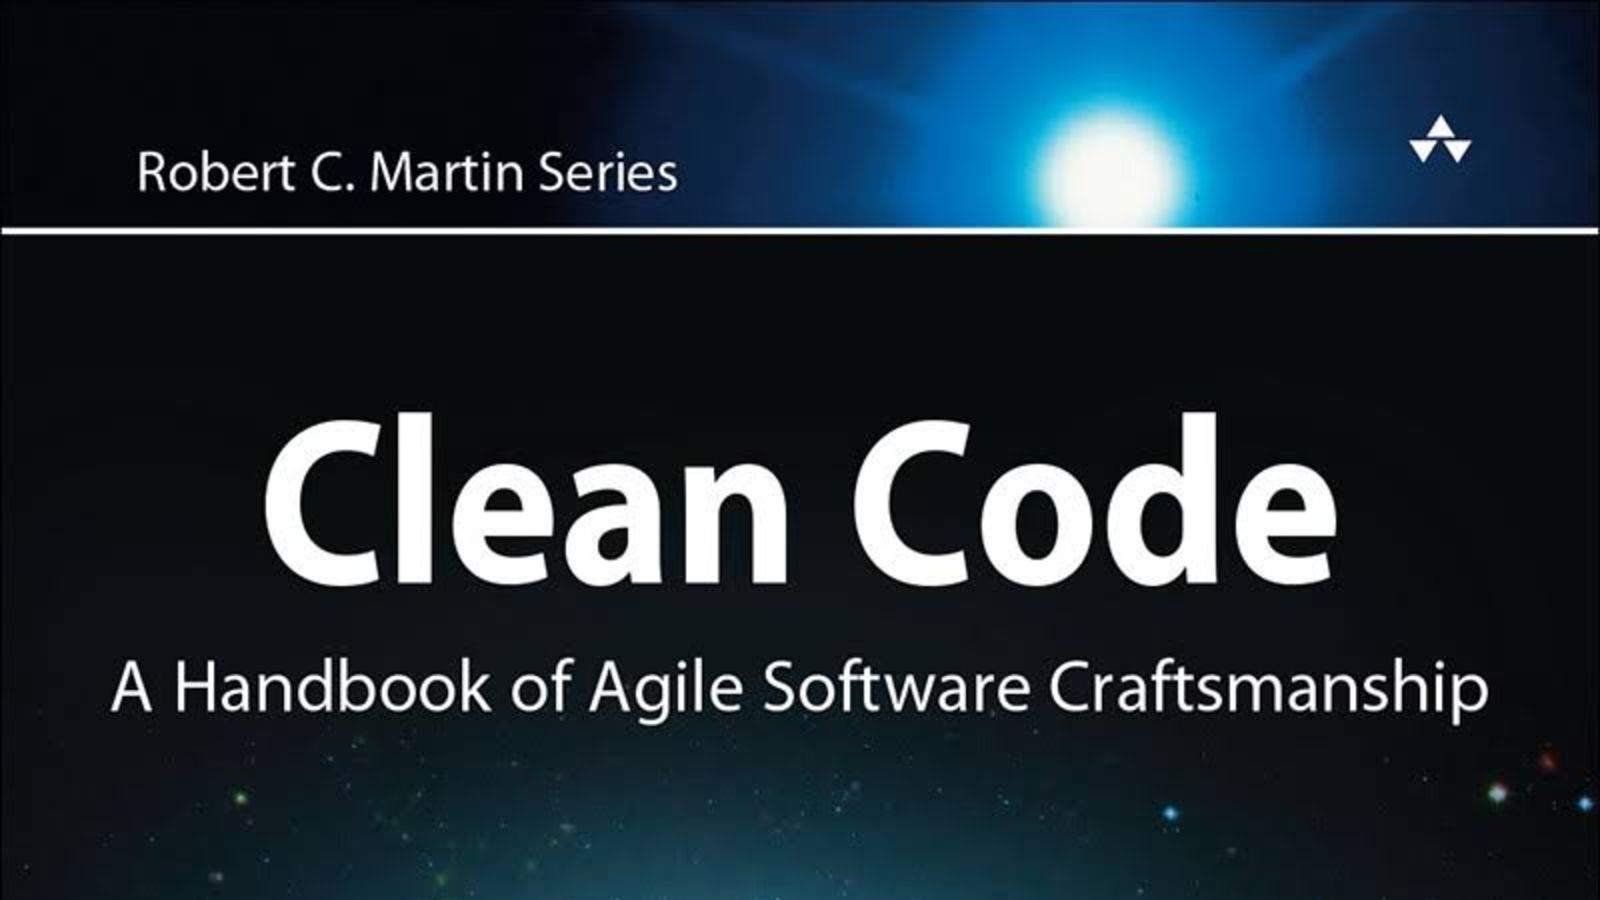 Robert C. Martin Series
Clean Code
A Handbook of Agile Software Craftsmanship